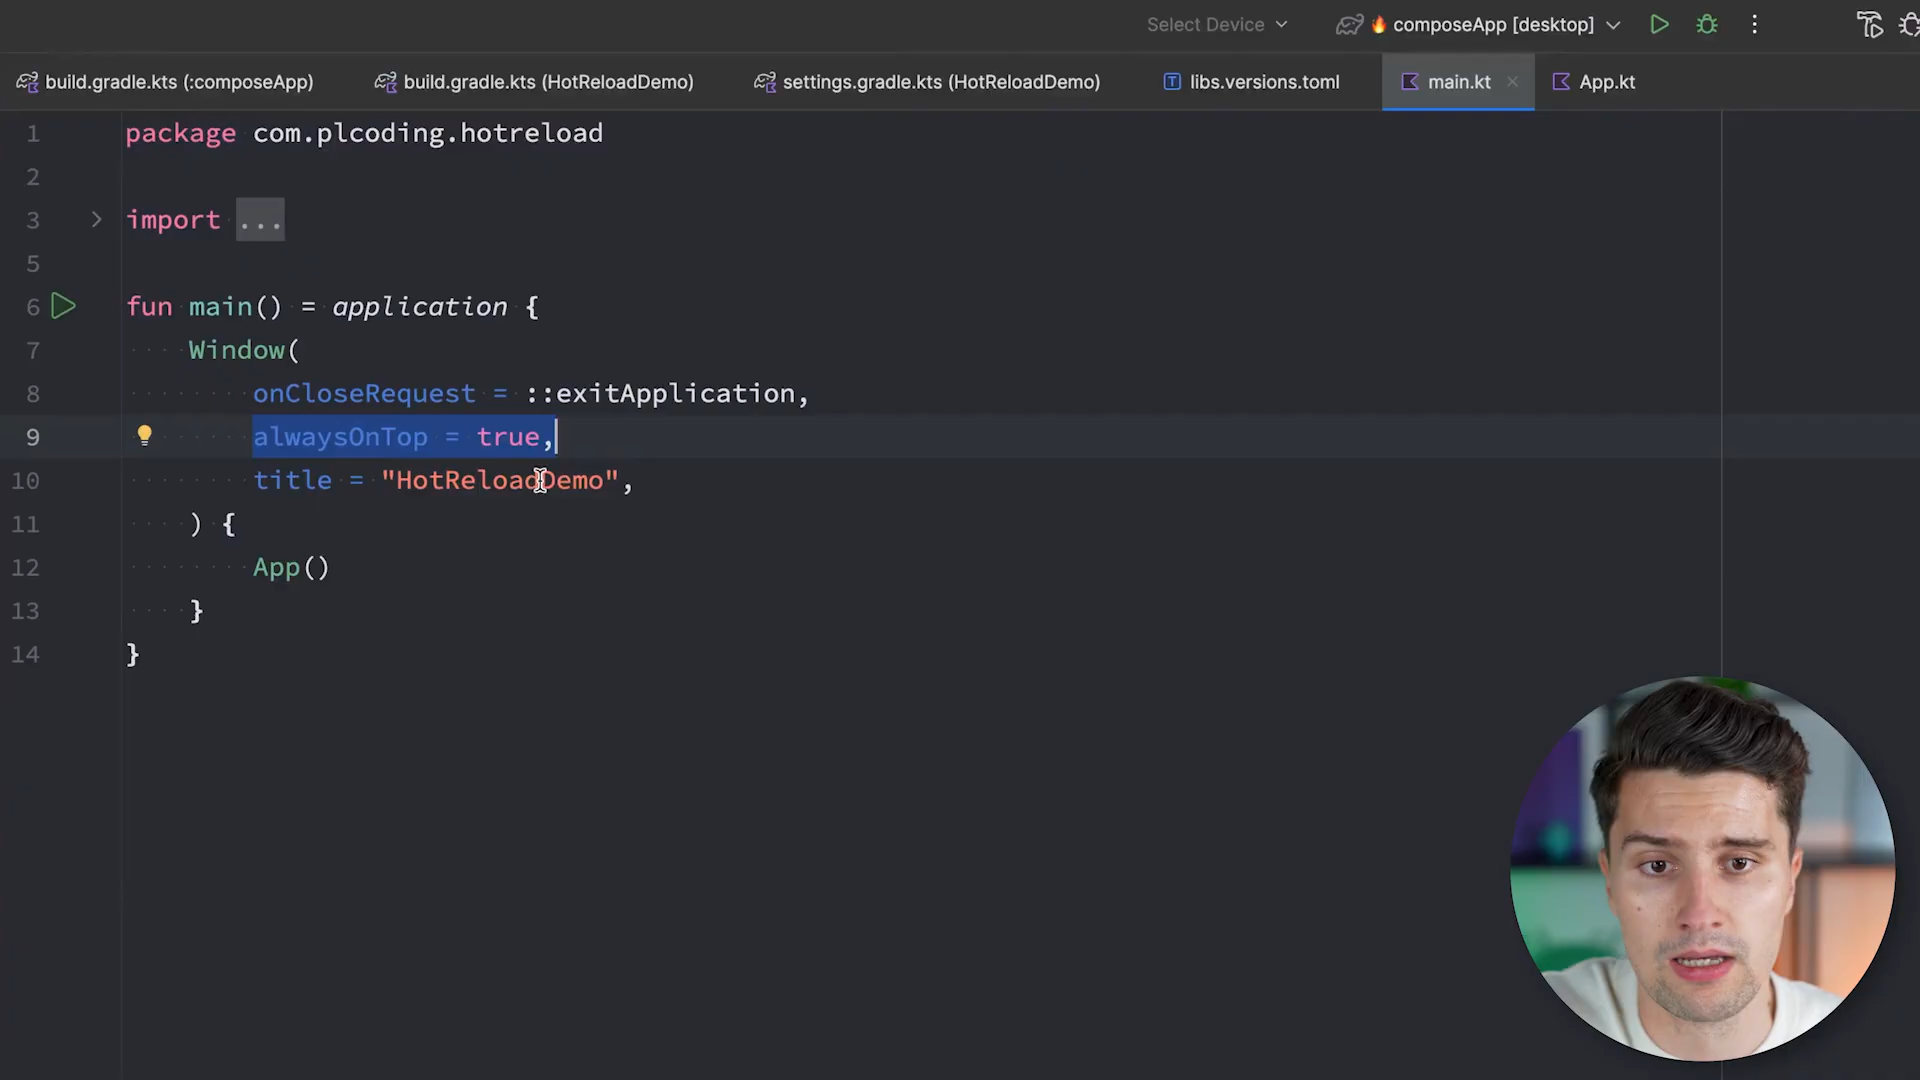 Select Device
composeApp [desktop]
build.gradle.kts (:composeApp)
build.gradle.kts (HotReloadDemo)
settings.gradle.kts (HotReloadDemo)
libs.versions.toml
main.kt
App.kt
1 package com.plcoding.hotreload
2
3 import ...
5
6 fun main() = application {
7 Window(
8 onCloseRequest = ::exitApplication,
9 alwaysOnTop = true,
10 title = "HotReloadDemo",
11 ) {
12 App()
13 }
14 }